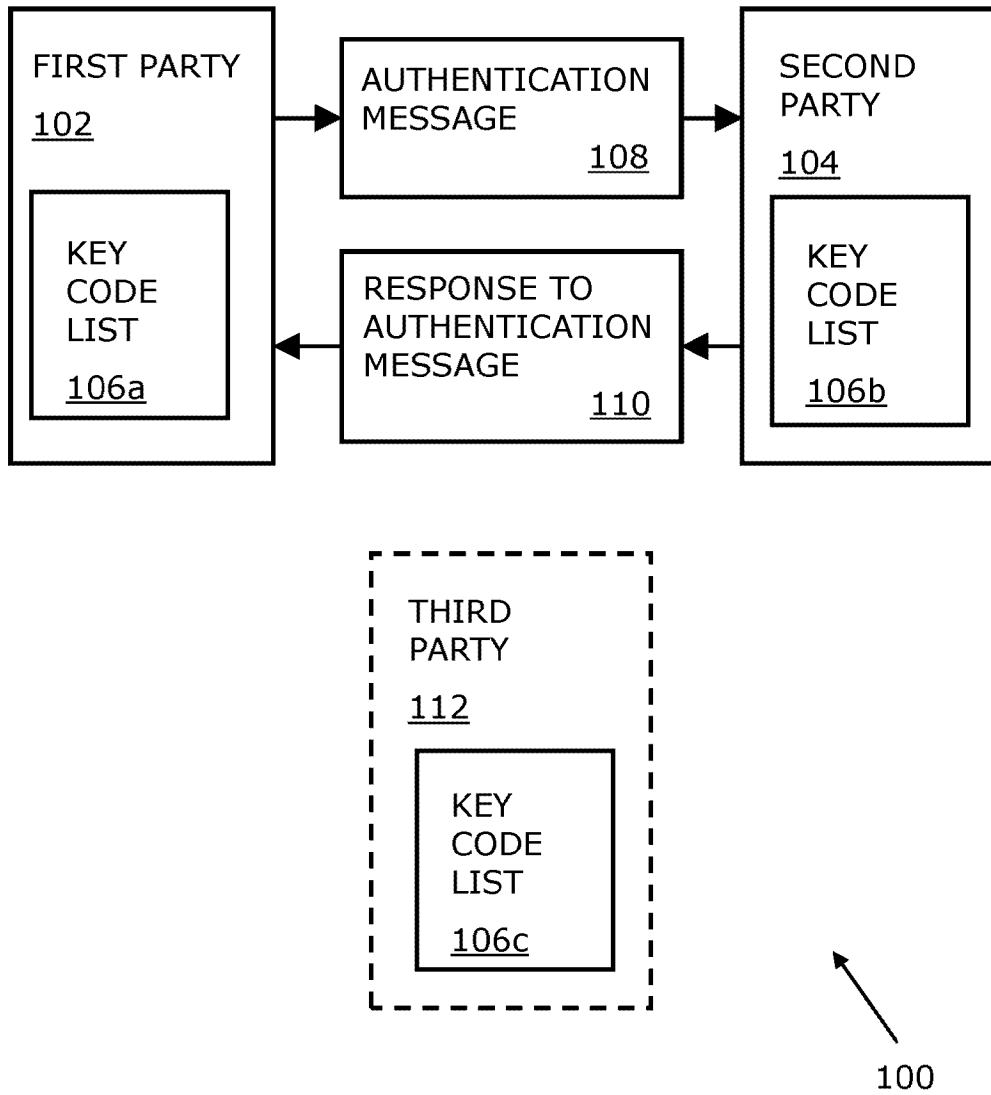 FIRST PARTY
102
KEY
CODE
LIST
106a
AUTHENTICATION
MESSAGE
108
RESPONSE TO
AUTHENTICATION
MESSAGE
110
SECOND
PARTY
104
KEY
CODE
LIST
106b
THIRD
PARTY
112
KEY
CODE
LIST
106c
100